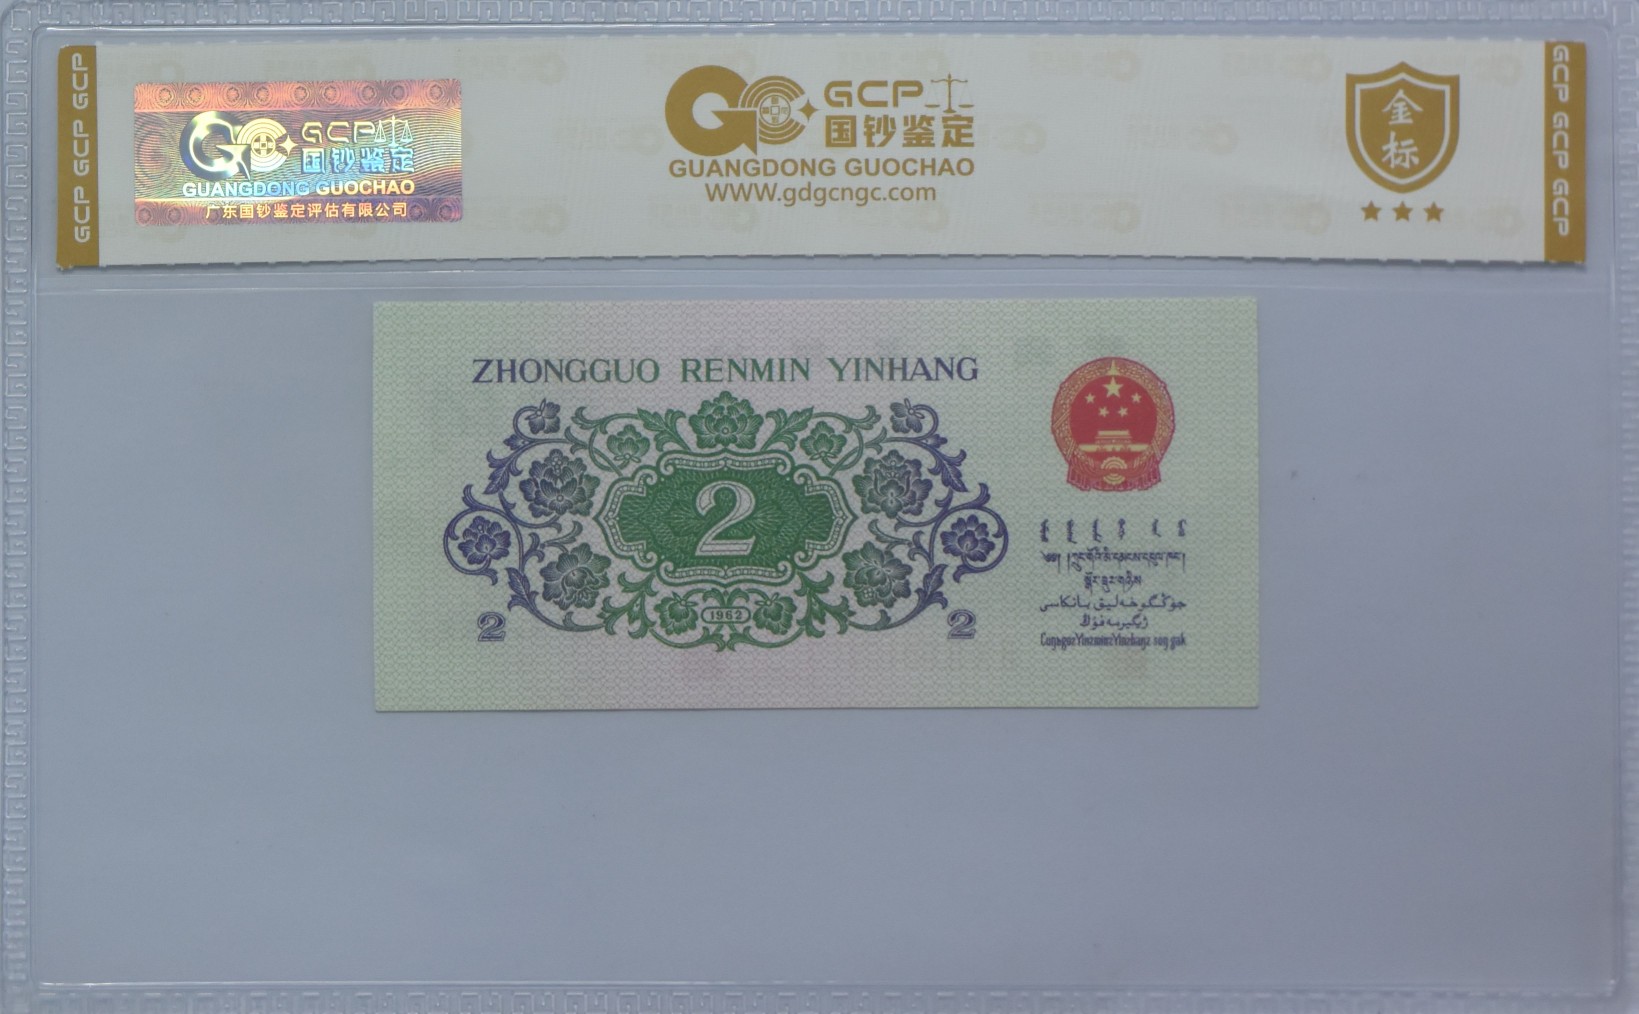 GCP GCP GCP
GCP
国钞鉴定
GUANGDONG GUOCHAO
广东国钞鉴定评估有限公司
GCP
国钞鉴定
GUANGDONG GUOCHAO
WWW.gdgcngc.com
金
标
GCP GCP GCP
ZHONGGUO RENMIN YINHANG
2
1962
2
2